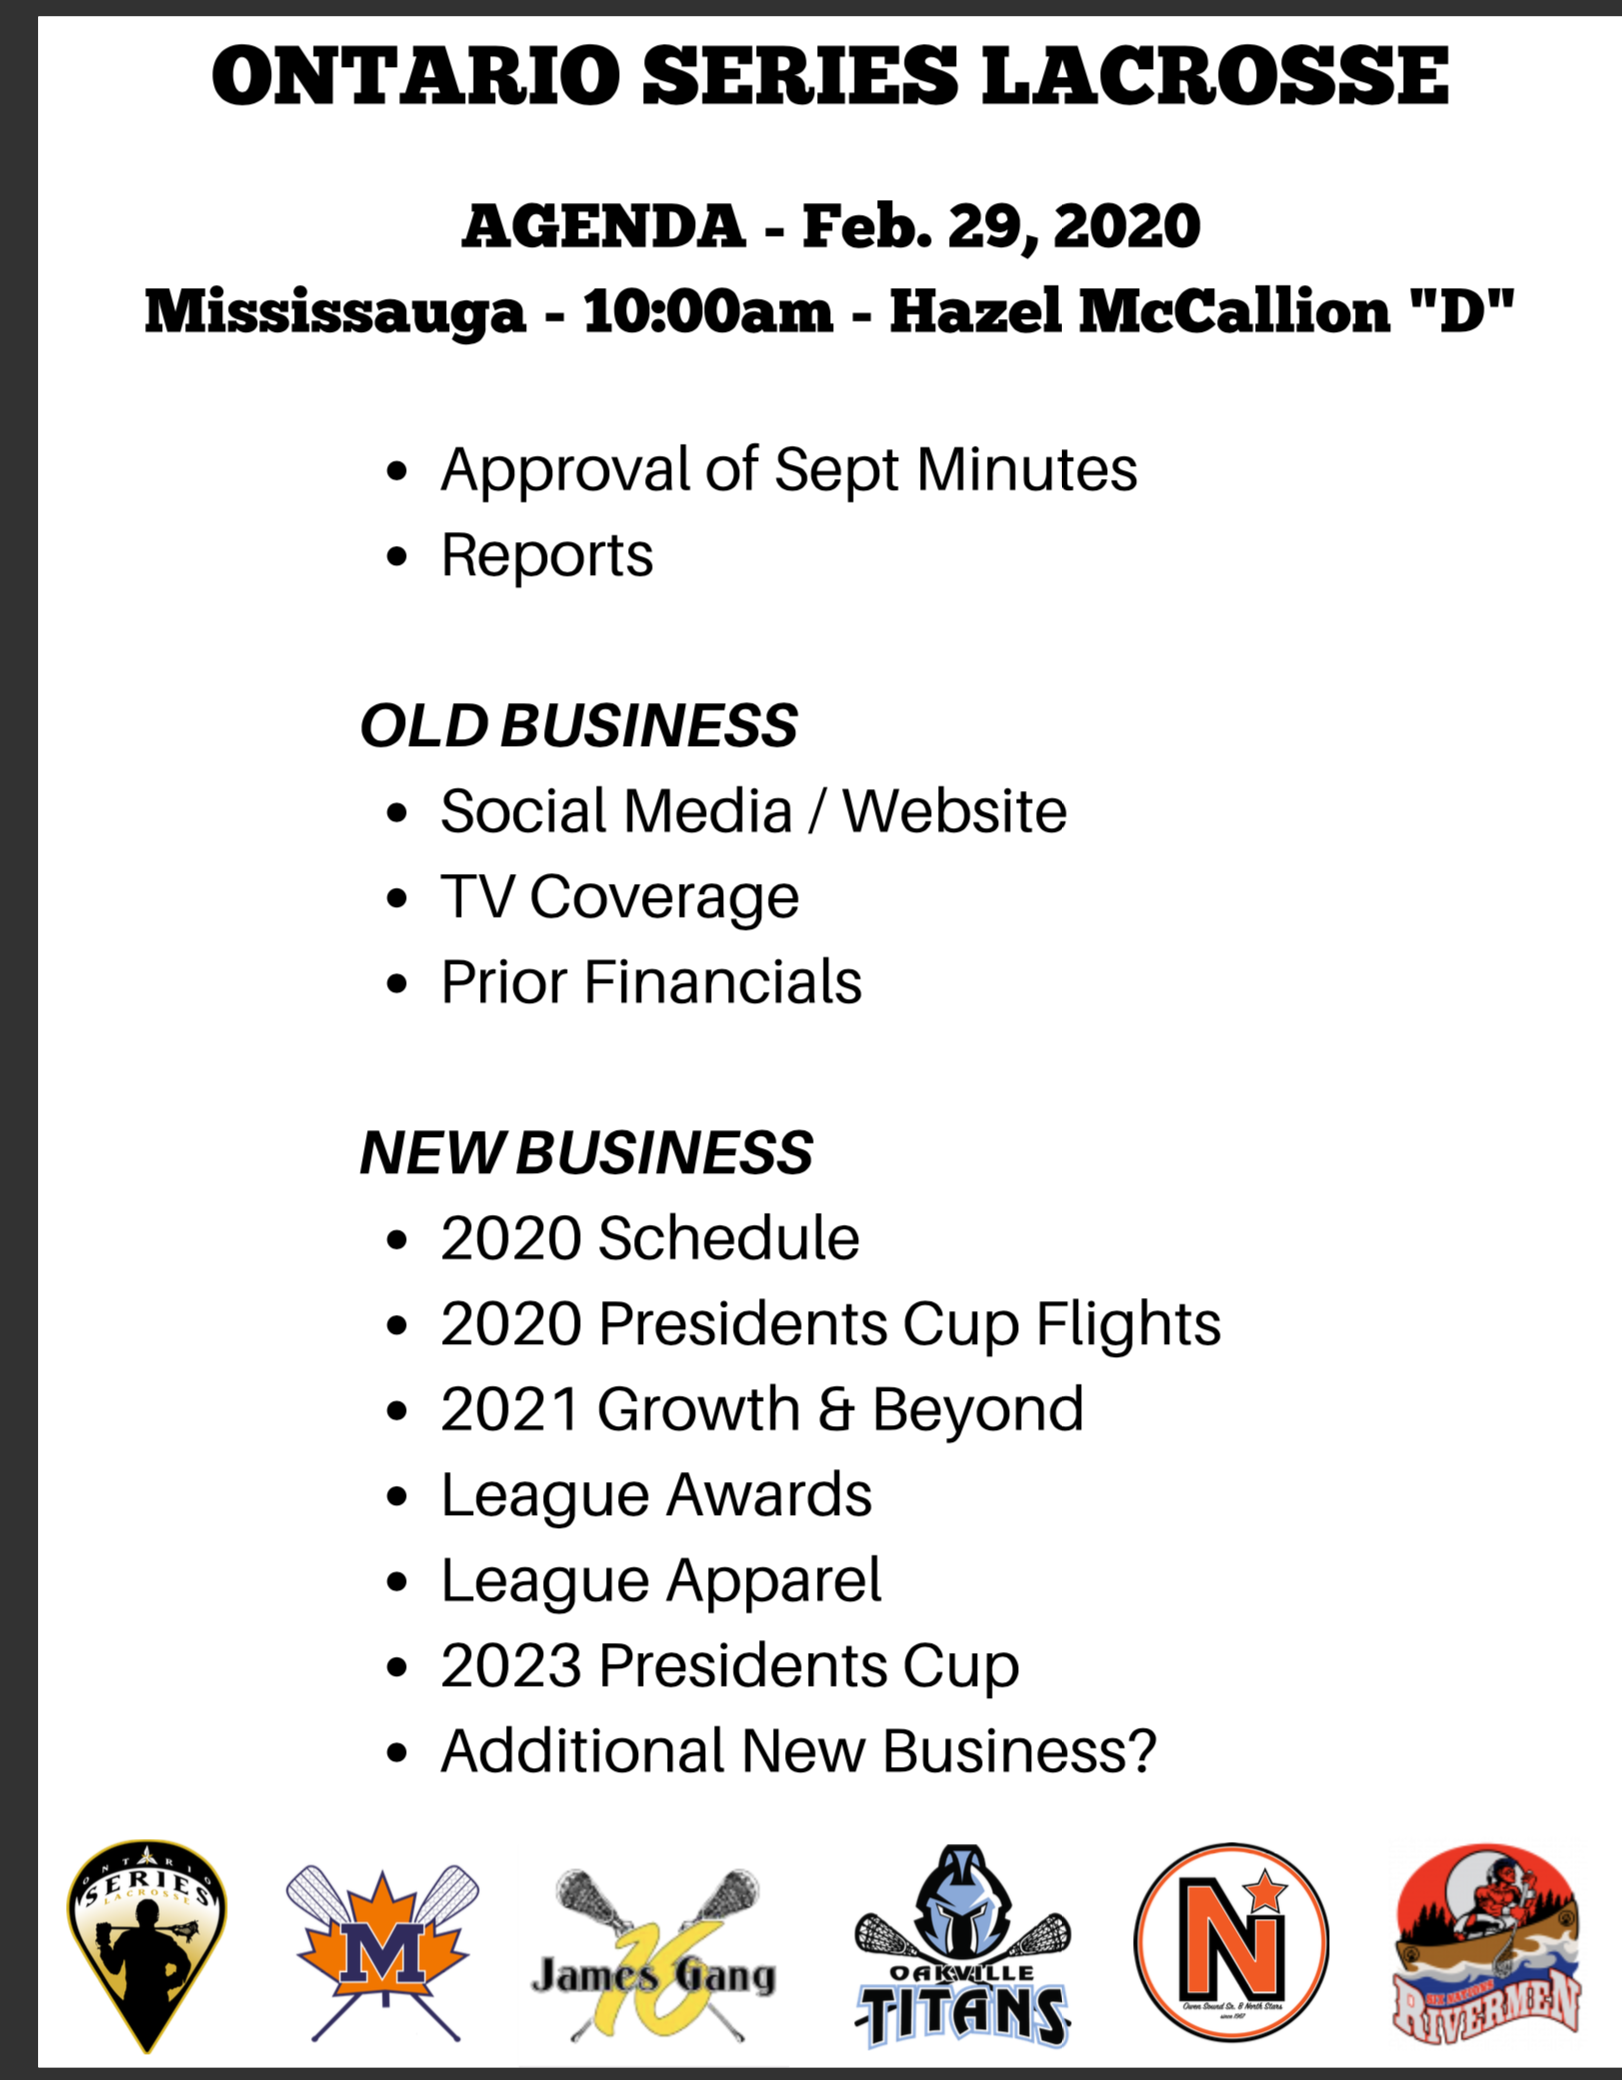 ONTARIO SERIES LACROSSE
AGENDA - Feb. 29, 2020
Mississauga - 10:00am - Hazel McCallion "D"
• Approval of Sept Minutes
• Reports
OLD BUSINESS
• Social Media / Website
• TV Coverage
• Prior Financials
NEW BUSINESS
• 2020 Schedule
• 2020 Presidents Cup Flights
• 2021 Growth & Beyond
• League Awards
• League Apparel
• 2023 Presidents Cup
• Additional New Business?
ONTARIO
SERIES
LACROSSE
M
James Gang
16
OAKVILLE
TITANS
N
Owen Sound Sr. B North Stars
since 1967
SIX NATIONS
RIVERMEN